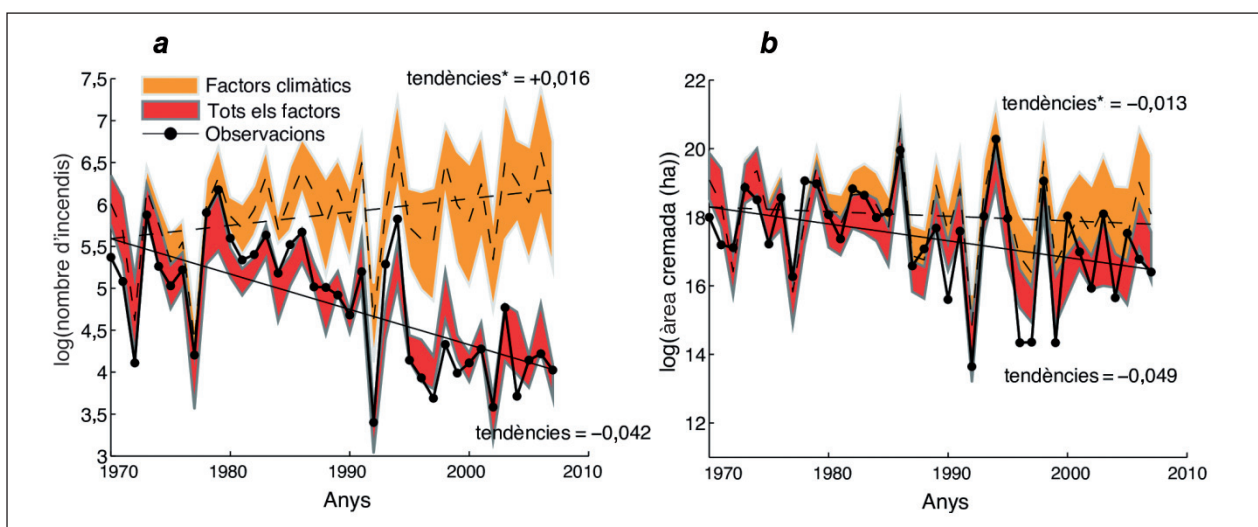 a
7,5
7
6,5
6
5,5
5
4,5
4
3,5
3
log(nombre d'incendis)
Factors climàtics
Tots els factors
Observacions
tendències* = +0,016
tendències = −0,042
1970
1980
1990
2000
2010
Anys
b
22
20
18
16
14
12
log(àrea cremada (ha))
tendències* = −0,013
tendències = −0,049
1970
1980
1990
2000
2010
Anys